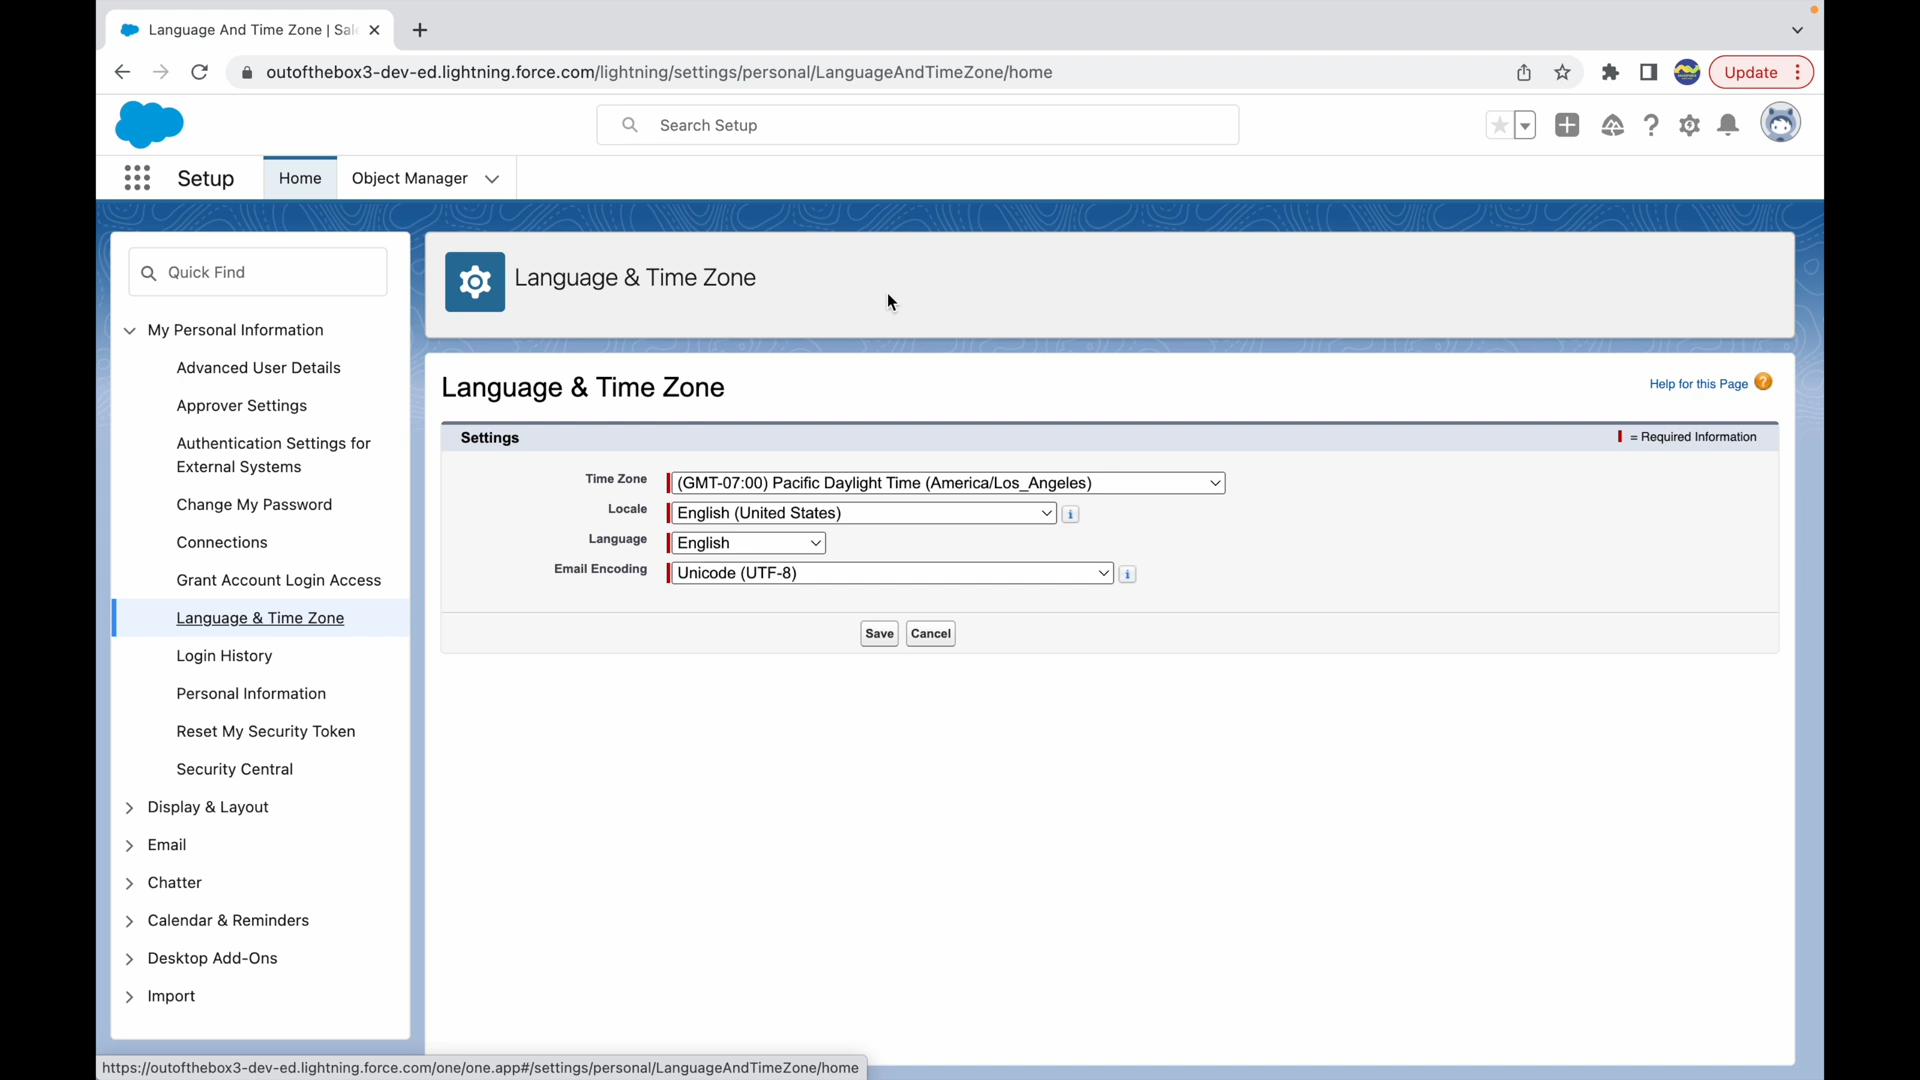 Language And Time Zone | Sal
outofthebox3-dev-ed.lightning.force.com/lightning/settings/personal/LanguageAndTimeZone/home
Update
Search Setup
Setup
Home
Object Manager
Quick Find
Language & Time Zone
My Personal Information
Advanced User Details
Approver Settings
Authentication Settings for
External Systems
Change My Password
Connections
Grant Account Login Access
Language & Time Zone
Login History
Personal Information
Reset My Security Token
Security Central
Display & Layout
Email
Chatter
Calendar & Reminders
Desktop Add-Ons
Import
Language & Time Zone
Help for this Page
Settings
= Required Information
Time Zone (GMT-07:00) Pacific Daylight Time (America/Los_Angeles)
Locale English (United States)
Language English
Email Encoding Unicode (UTF-8)
Save Cancel
https://outofthebox3-dev-ed.lightning.force.com/one/one.app#/settings/personal/LanguageAndTimeZone/home